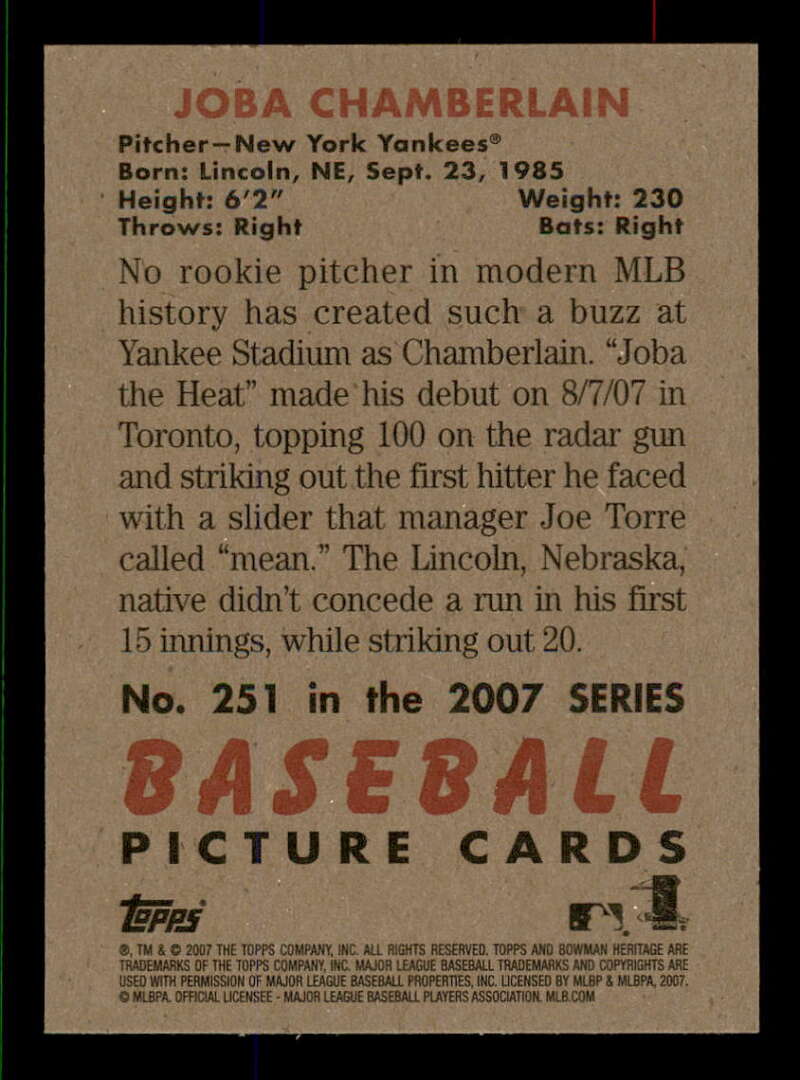 JOBA CHAMBERLAIN
Pitcher—New York Yankees®
Born: Lincoln, NE, Sept. 23, 1985
Height: 6'2" Weight: 230
Throws: Right Bats: Right
No rookie pitcher in modern MLB
history has created such a buzz at
Yankee Stadium as Chamberlain. “Joba
the Heat” made his debut on 8/7/07 in
Toronto, topping 100 on the radar gun
and striking out the first hitter he faced
with a slider that manager Joe Torre
called “mean.” The Lincoln, Nebraska,
native didn't concede a run in his first
15 innings, while striking out 20.
No. 251 in the 2007 SERIES
BASEBALL
PICTURE CARDS
Topps
®, TM & © 2007 THE TOPPS COMPANY, INC. ALL RIGHTS RESERVED. TOPPS AND BOWMAN HERITAGE ARE
TRADEMARKS OF THE TOPPS COMPANY, INC. MAJOR LEAGUE BASEBALL TRADEMARKS AND COPYRIGHTS ARE
USED WITH PERMISSION OF MAJOR LEAGUE BASEBALL PROPERTIES, INC. LICENSED BY MLBP & MLBPA, 2007.
© MLBPA. OFFICIAL LICENSEE - MAJOR LEAGUE BASEBALL PLAYERS ASSOCIATION. MLB.COM